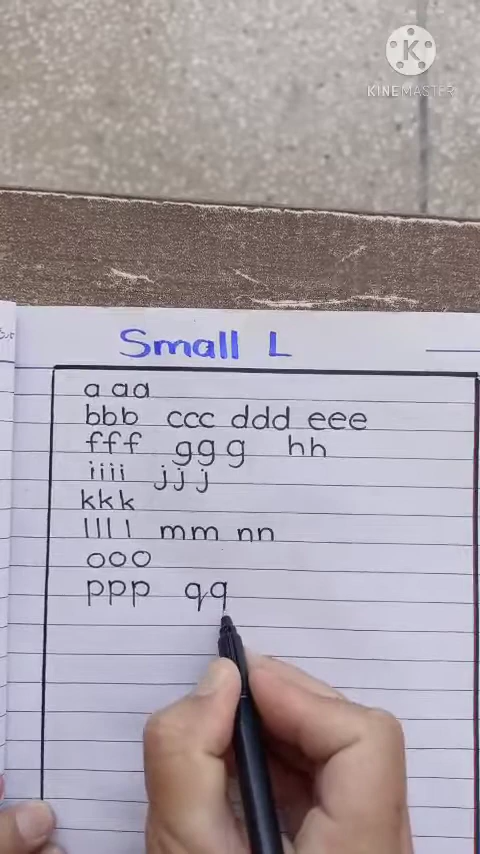 KINEMASTER
Small L
a aa
bbb ccc ddd eee
fff ggg hh
iiii jjj
kkk
llll mm nn
ooo
ppp qq